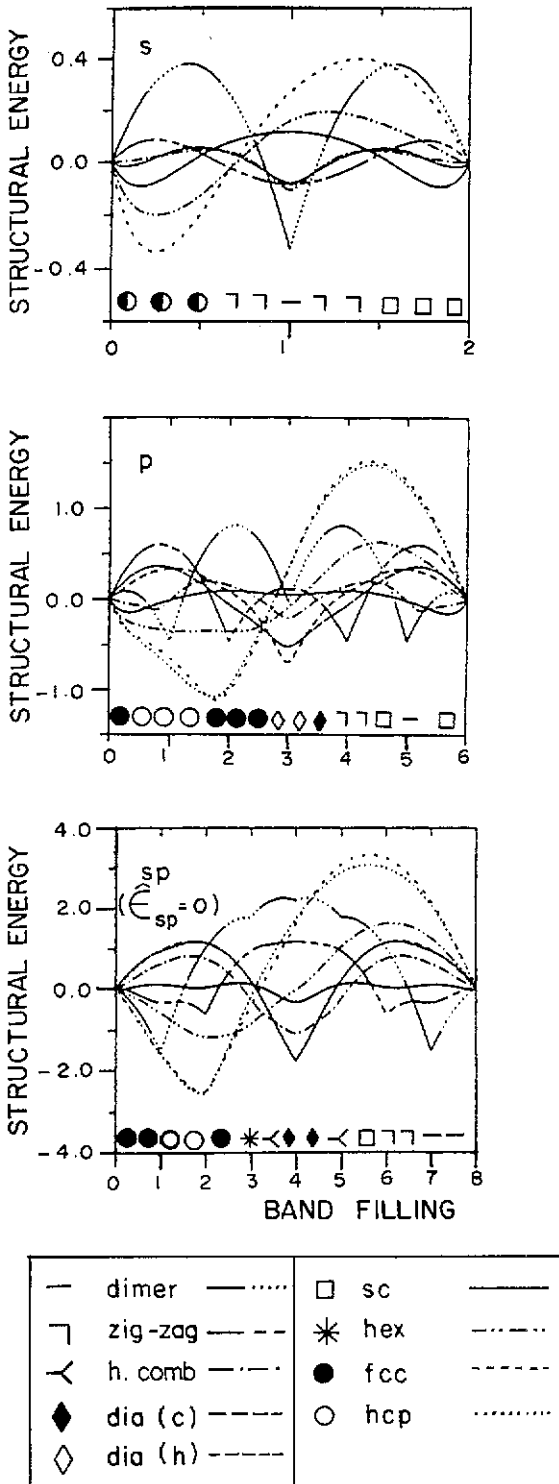 STRUCTURAL ENERGY
s
0.4
0.0
-0.4
0 1 2
STRUCTURAL ENERGY
p
1.0
0.0
-1.0
0 1 2 3 4 5 6
STRUCTURAL ENERGY
sp
(∈sp=0)
4.0
2.0
0.0
-2.0
-4.0
0 1 2 3 4 5 6 7 8
BAND FILLING
dimer
zig-zag
h. comb
dia (c)
dia (h)
sc
hex
fcc
hcp